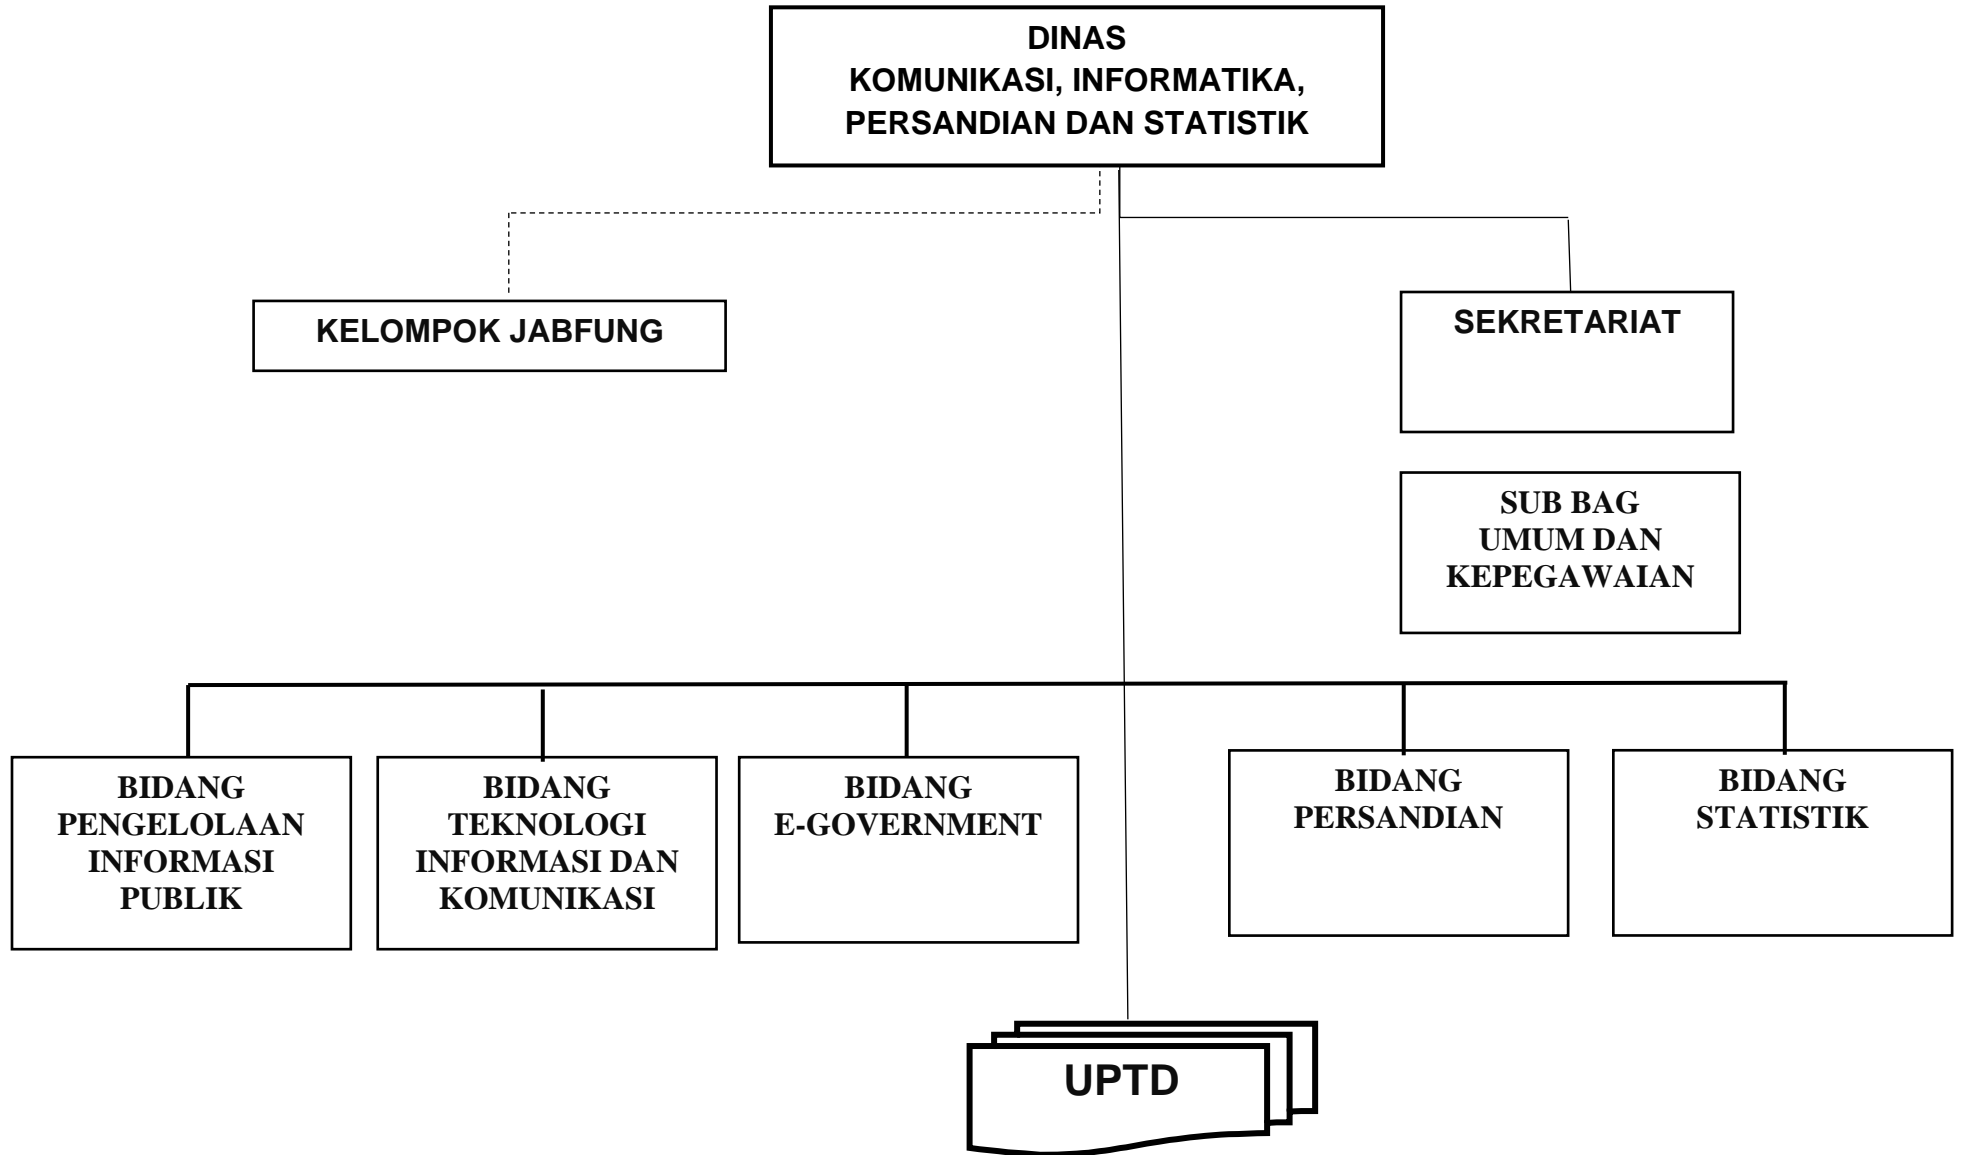 DINAS
KOMUNIKASI, INFORMATIKA,
PERSANDIAN DAN STATISTIK
KELOMPOK JABFUNG
SEKRETARIAT
SUB BAG
UMUM DAN
KEPEGAWAIAN
BIDANG
PENGELOLAAN
INFORMASI
PUBLIK
BIDANG
TEKNOLOGI
INFORMASI DAN
KOMUNIKASI
BIDANG
E-GOVERNMENT
BIDANG
PERSANDIAN
BIDANG
STATISTIK
UPTD